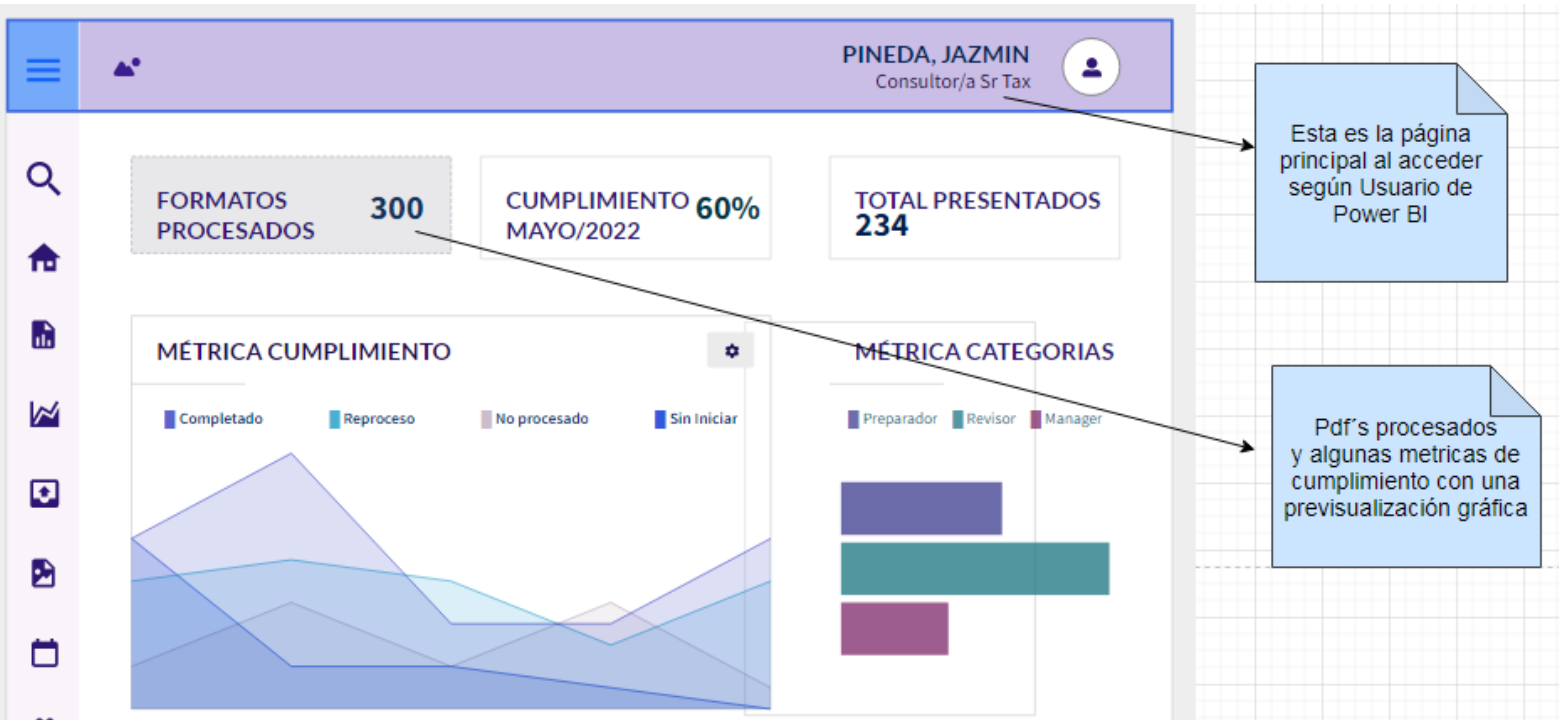 PINEDA, JAZMIN
Consultor/a Sr Tax
FORMATOS
PROCESADOS
300
CUMPLIMIENTO
MAYO/2022
60%
TOTAL PRESENTADOS
234
MÉTRICA CUMPLIMIENTO
Completado
Reproceso
No procesado
Sin Iniciar
MÉTRICA CATEGORIAS
Preparador
Revisor
Manager
Esta es la página
principal al acceder
según Usuario de
Power BI
Pdf´s procesados
y algunas metricas de
cumplimiento con una
previsualización gráfica